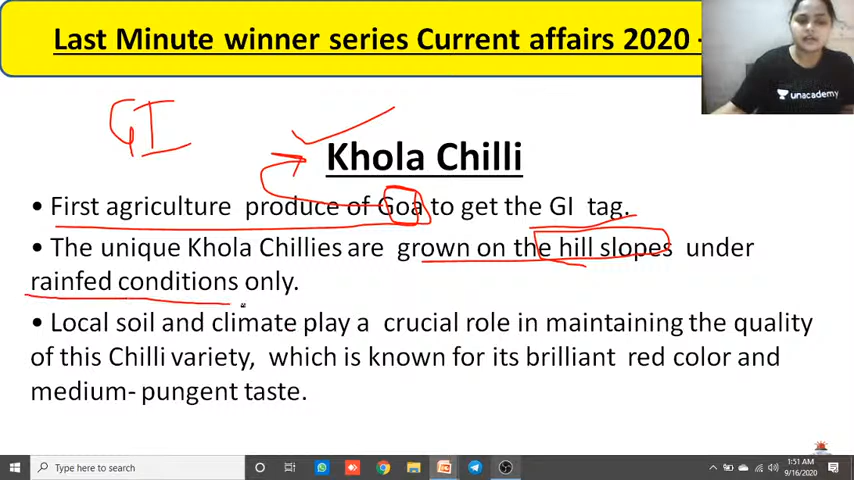 Last Minute winner series Current affairs 2020 -
unacademy
GI
Khola Chilli
• First agriculture produce of Goa to get the GI tag.
• The unique Khola Chillies are grown on the hill slopes under
rainfed conditions only.
• Local soil and climate play a crucial role in maintaining the quality
of this Chilli variety, which is known for its brilliant red color and
medium- pungent taste.
Type here to search
1:51 AM
9/16/2020